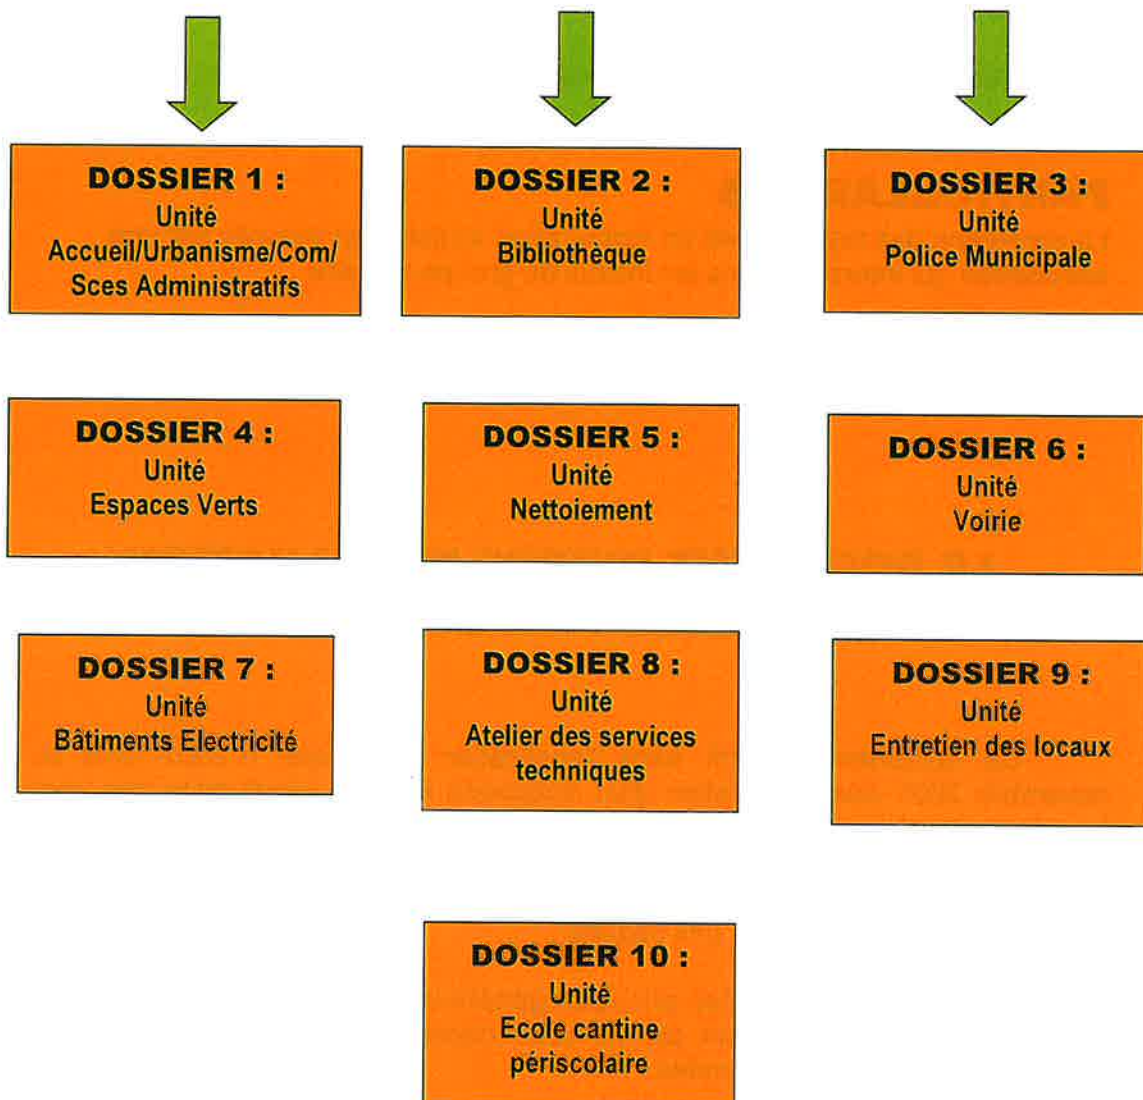 DOSSIER 1 :
Unité
Accueil/Urbanisme/Com/
Sces Administratifs
DOSSIER 2 :
Unité
Bibliothèque
DOSSIER 3 :
Unité
Police Municipale
DOSSIER 4 :
Unité
Espaces Verts
DOSSIER 5 :
Unité
Nettoiement
DOSSIER 6 :
Unité
Voirie
DOSSIER 7 :
Unité
Bâtiments Electricité
DOSSIER 8 :
Unité
Atelier des services
techniques
DOSSIER 9 :
Unité
Entretien des locaux
DOSSIER 10 :
Unité
Ecole cantine
périscolaire